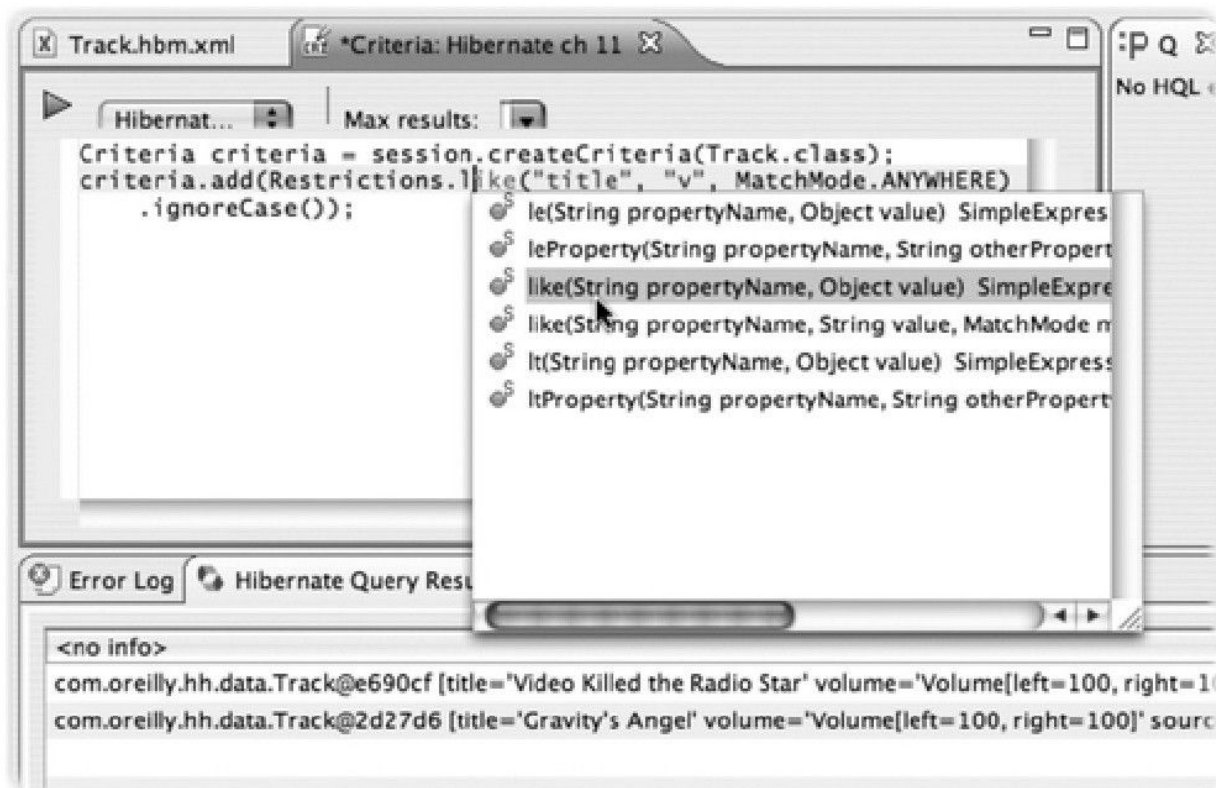 Track.hbm.xml
*Criteria: Hibernate ch 11
:P Q
No HQL
Hibernat...
Max results:
Criteria criteria = session.createCriteria(Track.class);
criteria.add(Restrictions.like("title", "v", MatchMode.ANYWHERE)
.ignoreCase());
le(String propertyName, Object value) SimpleExpres
leProperty(String propertyName, String otherPropert
like(String propertyName, Object value) SimpleExpre
like(String propertyName, String value, MatchMode m
lt(String propertyName, Object value) SimpleExpress
ltProperty(String propertyName, String otherPropert
Error Log
Hibernate Query Resu
<no info>
com.oreilly.hh.data.Track@e690cf [title='Video Killed the Radio Star' volume='Volume[left=100, right=10
com.oreilly.hh.data.Track@2d27d6 [title='Gravity's Angel' volume='Volume[left=100, right=100]' sourc